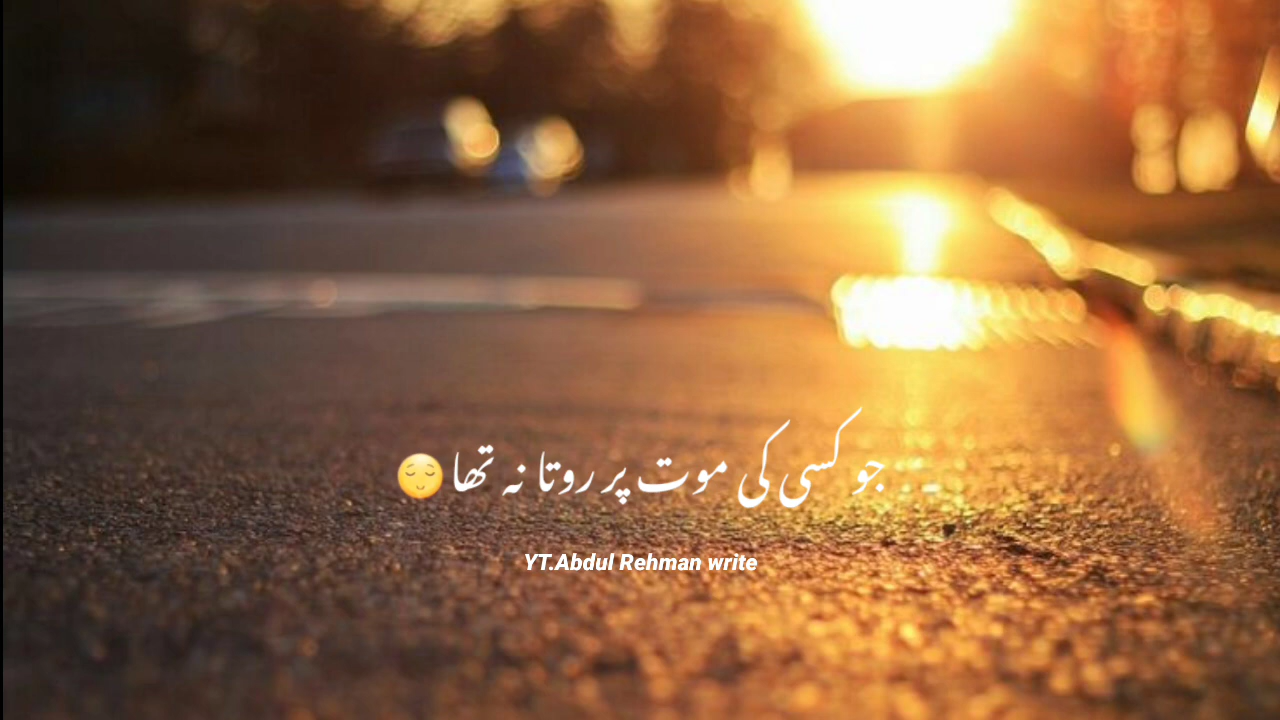 جو کسی کی موت پر روتا نہ تھا😌
YT.Abdul Rehman write